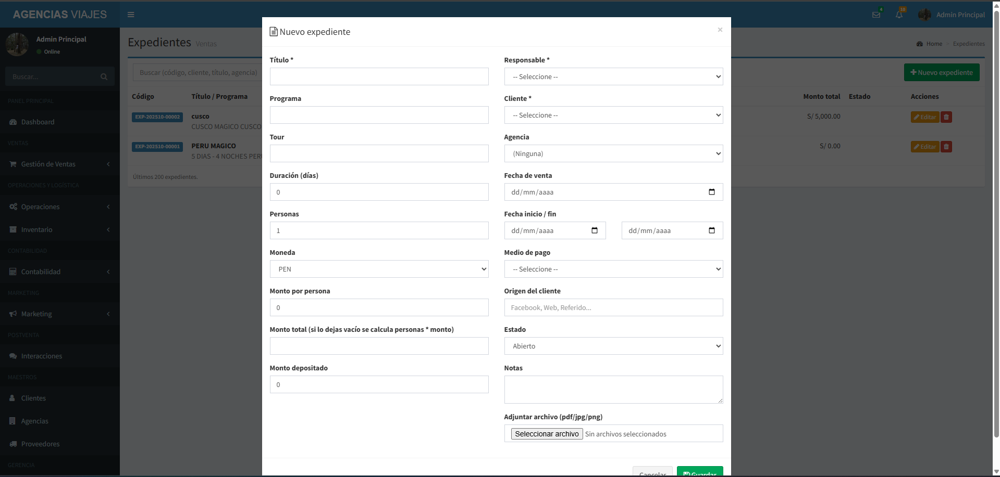 AGENCIAS VIAJES
4
10
Admin Principal
Admin Principal
Online
Buscar...
PANEL PRINCIPAL
Dashboard
VENTAS
Gestión de Ventas
OPERACIONES Y LOGÍSTICA
Operaciones
Inventario
CONTABILIDAD
Contabilidad
MARKETING
Marketing
POSTVENTA
Interacciones
MAESTROS
Clientes
Agencias
Proveedores
GERENCIA
Expedientes Ventas
Home > Expedientes
Buscar (código, cliente, título, agencia)
Nuevo expediente
Código Título / Programa Monto total Estado Acciones
EXP-202510-00002 cusco S/ 5,000.00 Editar
CUSCO MAGICO CUSCO
EXP-202510-00001 PERU MAGICO S/ 0.00 Editar
5 DIAS - 4 NOCHES PERU
Últimos 200 expedientes.
Nuevo expediente ×
Título * Responsable *
-- Seleccione --
Programa Cliente *
-- Seleccione --
Tour Agencia
(Ninguna)
Duración (días) Fecha de venta
0 dd/mm/aaaa
Personas Fecha inicio / fin
1 dd/mm/aaaa dd/mm/aaaa
Moneda Medio de pago
PEN -- Seleccione --
Monto por persona Origen del cliente
0 Facebook, Web, Referido...
Monto total (si lo dejas vacío se calcula personas * monto) Estado
Abierto
Monto depositado Notas
0
Adjuntar archivo (pdf/jpg/png)
Seleccionar archivo Sin archivos seleccionados
Cancelar Guardar